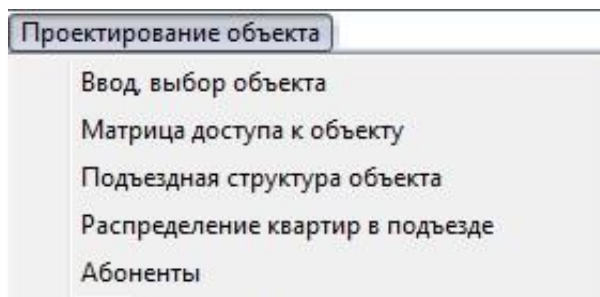 Проектирование объекта
Ввод, выбор объекта
Матрица доступа к объекту
Подъездная структура объекта
Распределение квартир в подъезде
Абоненты